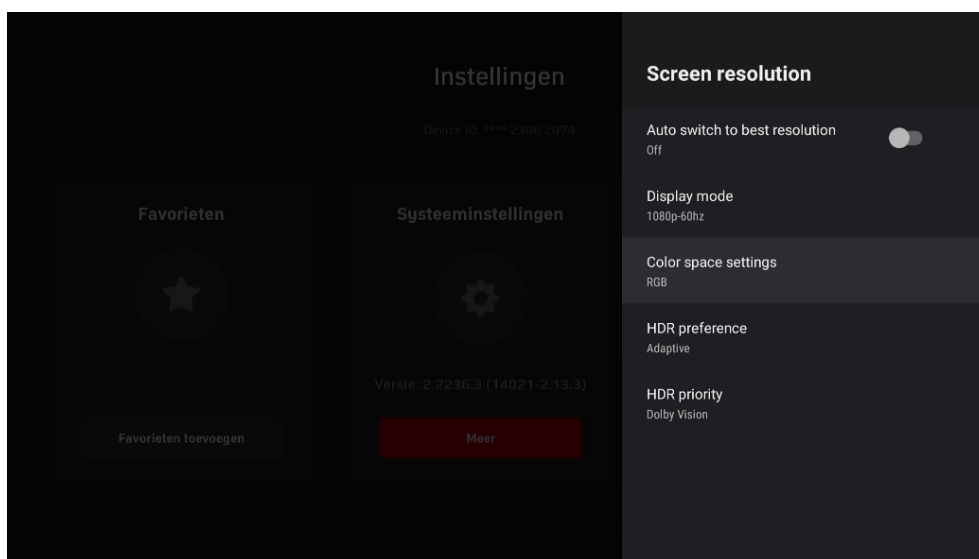 Instellingen
Device ID: **** 2306 2074
Favorieten
Systeeminstellingen
Versie: 2.2236.3 (14021-2.13.3)
Favorieten toevoegen
Meer
Screen resolution
Auto switch to best resolution
Off
Display mode
1080p-60hz
Color space settings
RGB
HDR preference
Adaptive
HDR priority
Dolby Vision